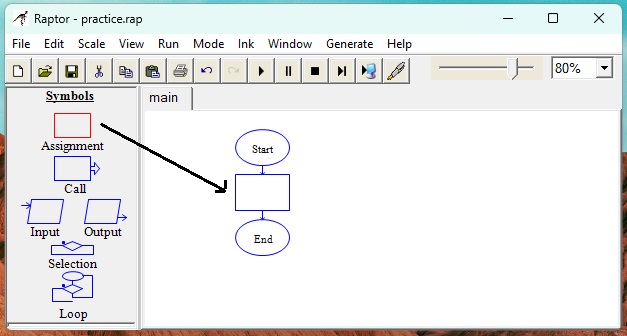 Raptor - practice.rap
File Edit Scale View Run Mode Ink Window Generate Help
80%
Symbols
main
Assignment
Call
Input Output
Selection
Loop
Start
End